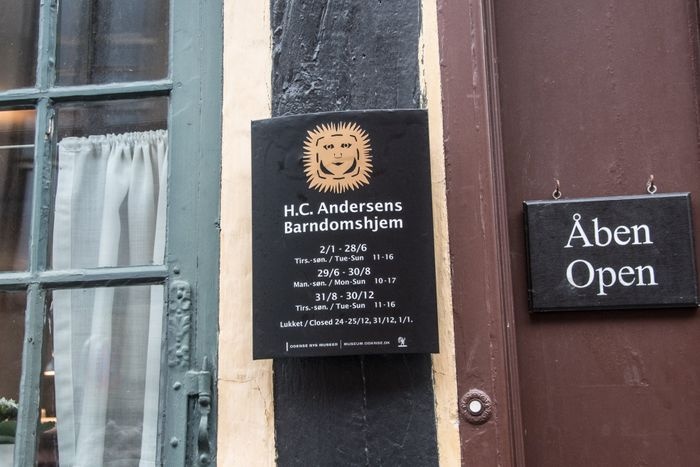 H.C. Andersens
Barndomshjem
2/1 - 28/6
Tirs.-søn. / Tue-Sun 11-16
29/6 - 30/8
Man.-søn. / Mon-Sun 10-17
31/8 - 30/12
Tirs.-søn. / Tue-Sun 11-16
Lukket / Closed 24-25/12, 31/12, 1/1.
ODENSE BYS MUSEER | MUSEUM.ODENSE.DK
Åben
Open